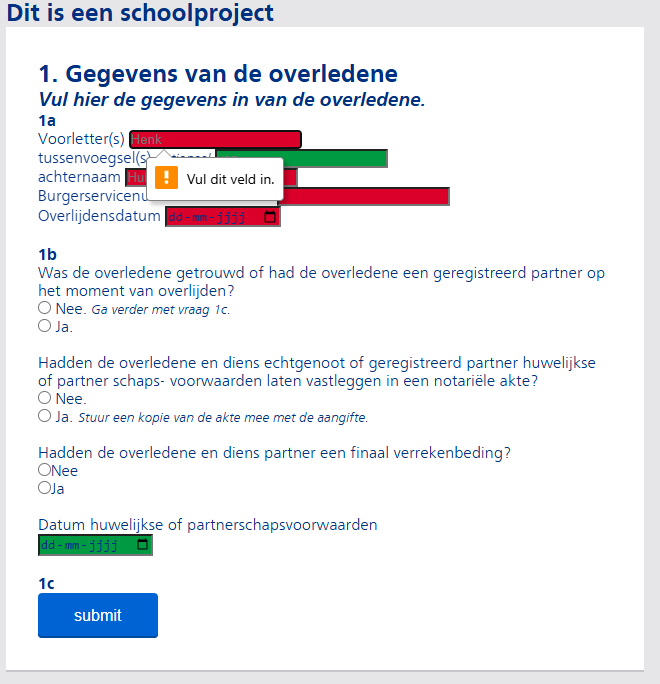 Dit is een schoolproject
1. Gegevens van de overledene
Vul hier de gegevens in van de overledene.
1a
Voorletter(s) Henk
tussenvoegsel(s)
achternaam Hu
Vul dit veld in.
Overlijdensdatum dd-mm-jjjj
1b
Was de overledene getrouwd of had de overledene een geregistreerd partner op
het moment van overlijden?
Nee. Ga verder met vraag 1c.
Ja.
Hadden de overledene en diens echtgenoot of geregistreerd partner huwelijkse
of partner schaps- voorwaarden laten vastleggen in een notariële akte?
Nee.
Ja. Stuur een kopie van de akte mee met de aangifte.
Hadden de overledene en diens partner een finaal verrekenbeding?
Nee
Ja
Datum huwelijkse of partnerschapsvoorwaarden
dd-mm-jjjj
1c
submit